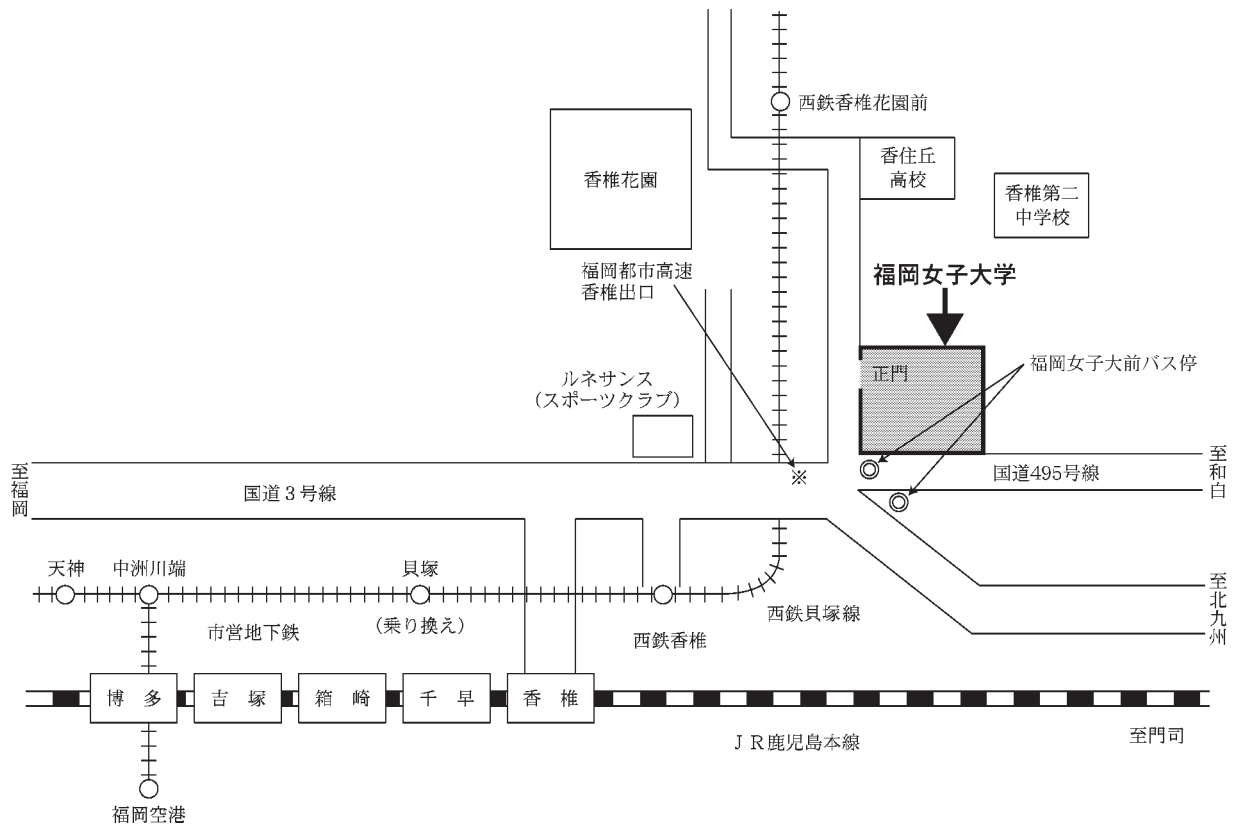 西鉄香椎花園前
香住丘
高校
香椎花園
香椎第二
中学校
福岡都市高速
香椎出口
福岡女子大学
正門
福岡女子大前バス停
ルネサンス
（スポーツクラブ）
至福岡
国道３号線
※
国道495号線
至和白
天神
中洲川端
貝塚
（乗り換え）
市営地下鉄
西鉄香椎
西鉄貝塚線
至北九州
博多
吉塚
箱崎
千早
香椎
ＪＲ鹿児島本線
至門司
福岡空港